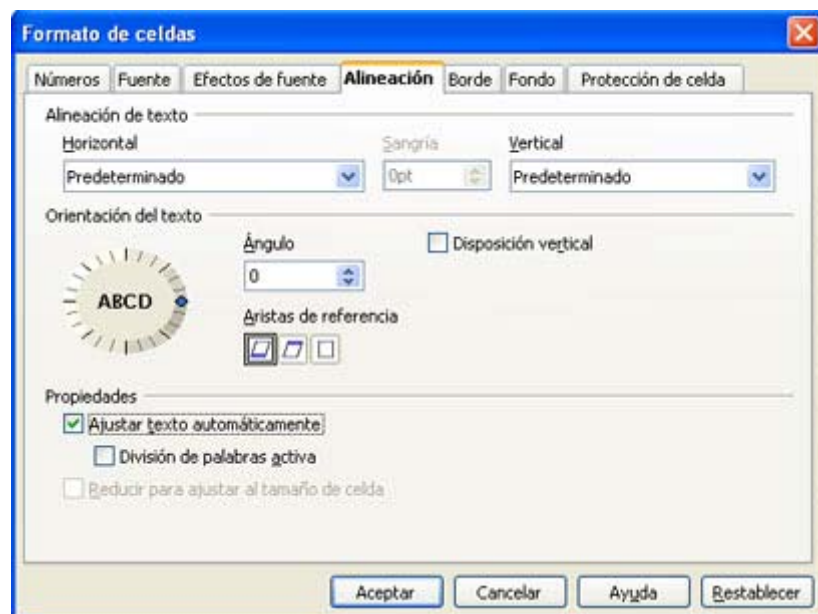 Formato de celdas
Números Fuente Efectos de fuente Alineación Borde Fondo Protección de celda
Alineación de texto
Horizontal Sangría Vertical
Predeterminado 0pt Predeterminado
Orientación del texto
Ángulo Disposición vertical
0
ABCD
Aristas de referencia
Propiedades
Ajustar texto automáticamente
División de palabras activa
Reducir para ajustar al tamaño de celda
Aceptar Cancelar Ayuda Restablecer